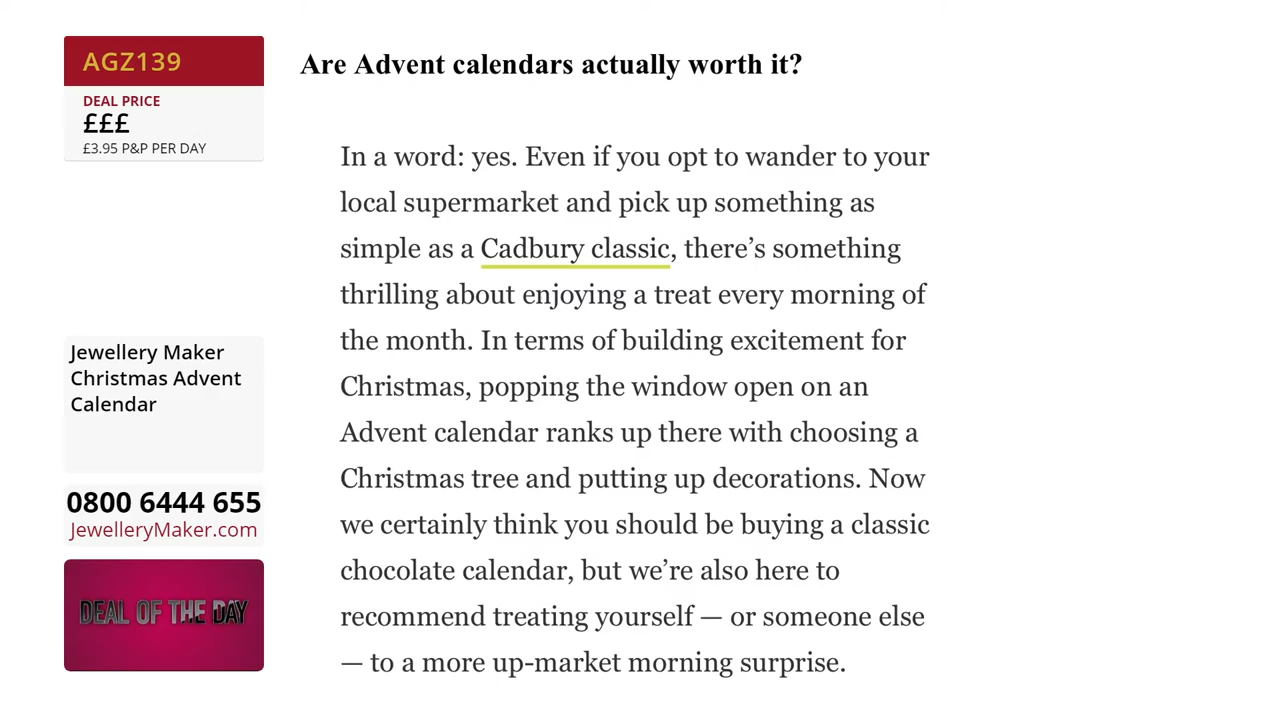 AGZ139
DEAL PRICE
£££
£3.95 P&P PER DAY
Jewellery Maker
Christmas Advent
Calendar
0800 6444 655
JewelleryMaker.com
DEAL OF THE DAY
Are Advent calendars actually worth it?
In a word: yes. Even if you opt to wander to your
local supermarket and pick up something as
simple as a Cadbury classic, there’s something
thrilling about enjoying a treat every morning of
the month. In terms of building excitement for
Christmas, popping the window open on an
Advent calendar ranks up there with choosing a
Christmas tree and putting up decorations. Now
we certainly think you should be buying a classic
chocolate calendar, but we’re also here to
recommend treating yourself — or someone else
— to a more up-market morning surprise.